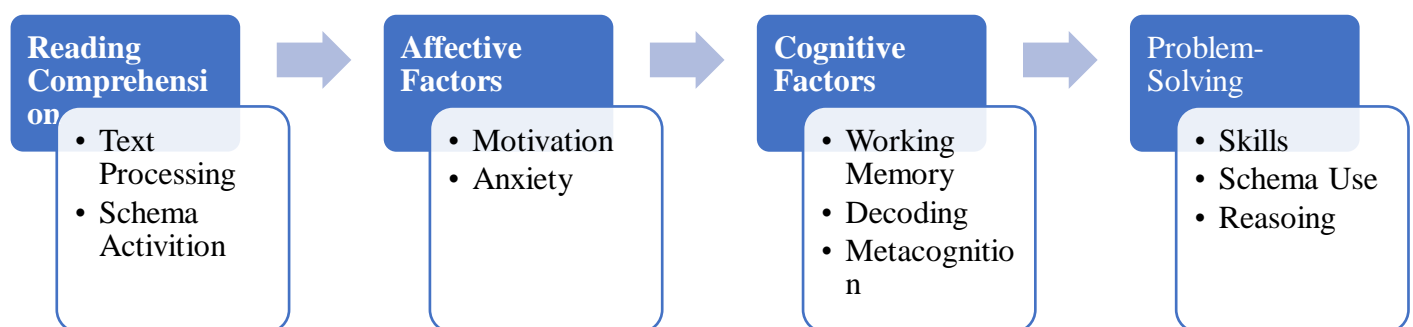 Reading
Comprehensi
on
• Text
Processing
• Schema
Activition
Affective
Factors
• Motivation
• Anxiety
Cognitive
Factors
• Working
Memory
• Decoding
• Metacognitio
n
Problem-
Solving
• Skills
• Schema Use
• Reasoing